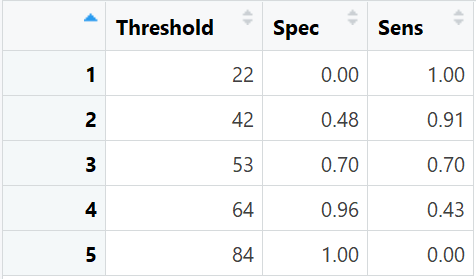 Threshold Spec Sens
1 22 0.00 1.00
2 42 0.48 0.91
3 53 0.70 0.70
4 64 0.96 0.43
5 84 1.00 0.00